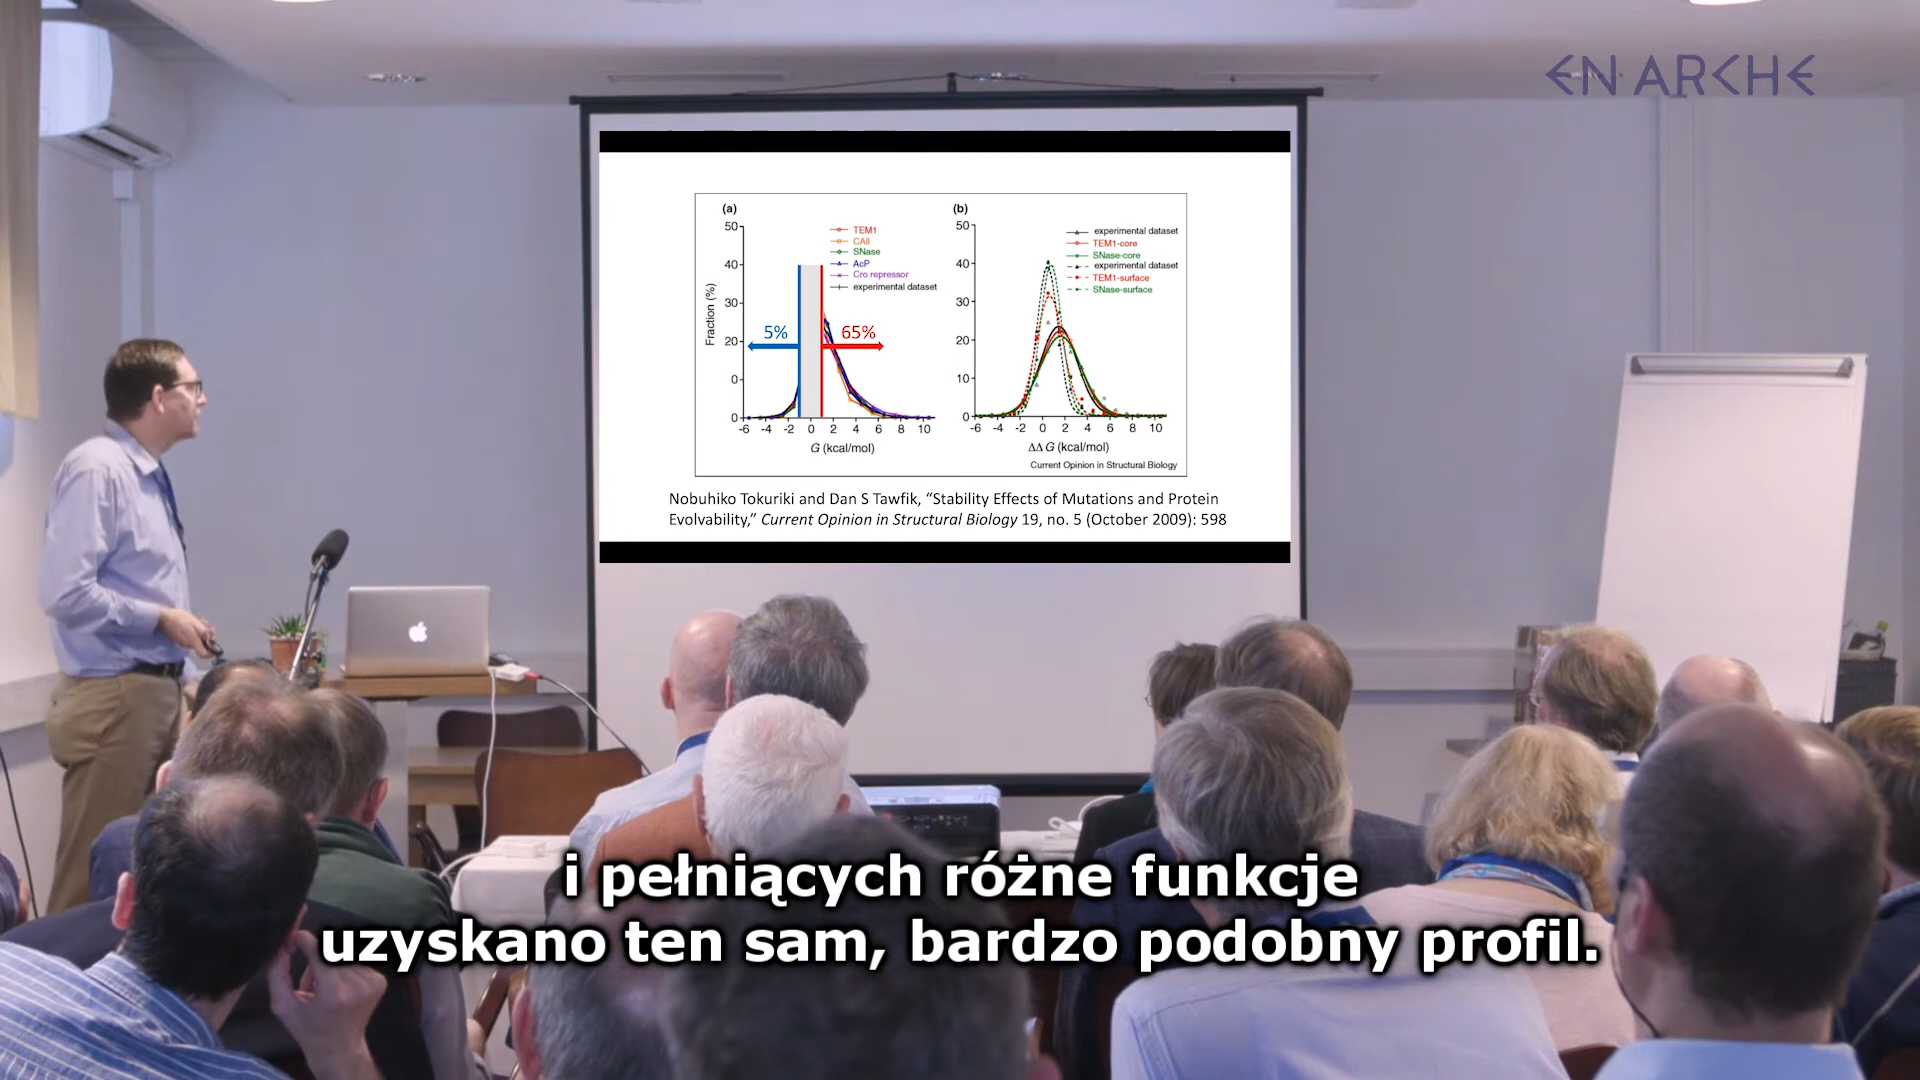 EN ARCHE
(a)
50
40
30
20
0
0
Fraction (%)
-6 -4 -2 0 2 4 6 8 10
G (kcal/mol)
TEM1
CAII
SNase
AcP
Cro repressor
experimental dataset
5%
65%
(b)
50
40
30
20
10
0
-6 -4 -2 0 2 4 6 8 10
ΔΔ G (kcal/mol)
experimental dataset
TEM1-core
SNase-core
experimental dataset
TEM1-surface
SNase-surface
Current Opinion in Structural Biology
Nobuhiko Tokuriki and Dan S Tawfik, “Stability Effects of Mutations and Protein
Evolvability,” Current Opinion in Structural Biology 19, no. 5 (October 2009): 598
i pełniących różne funkcje
uzyskano ten sam, bardzo podobny profil.